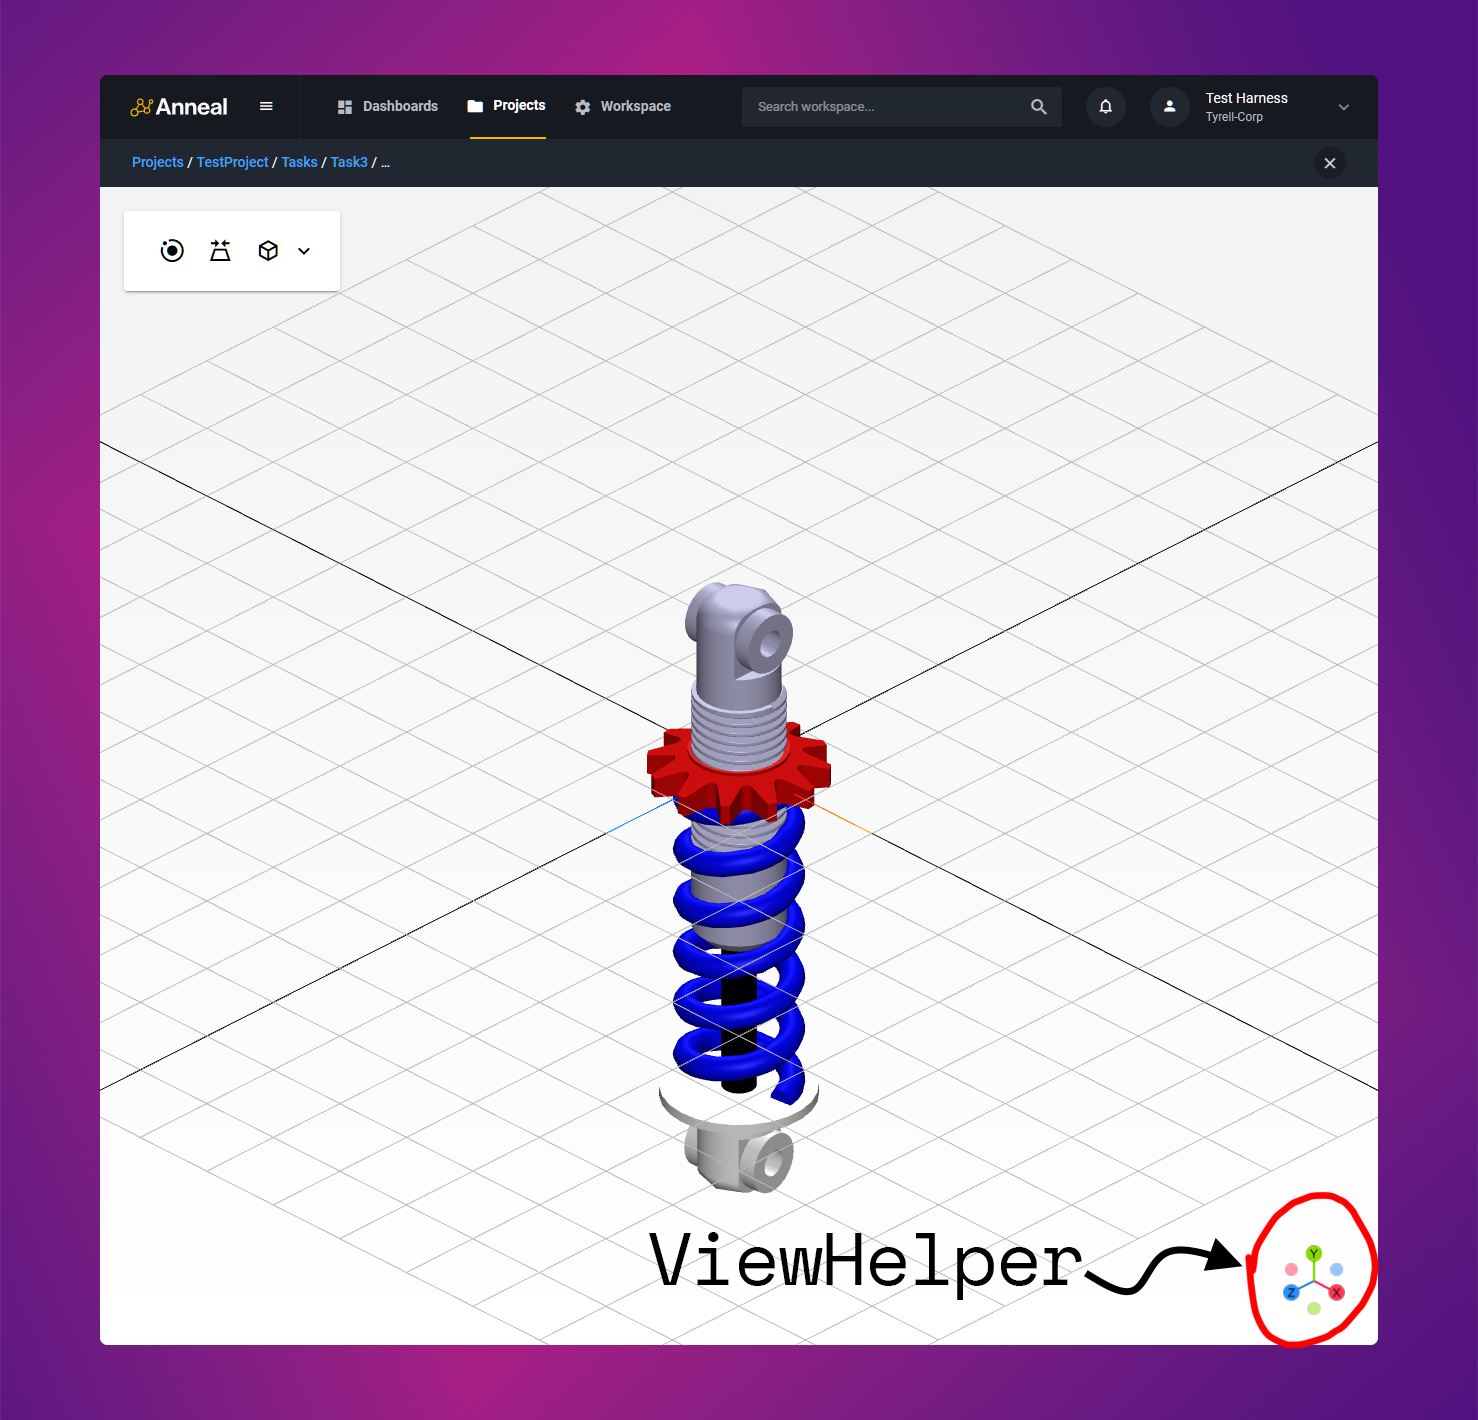 Anneal
Dashboards
Projects
Workspace
Search workspace...
Test Harness
Tyrell-Corp
Projects / TestProject / Tasks / Task3 / ...
ViewHelper
Y
Z
X